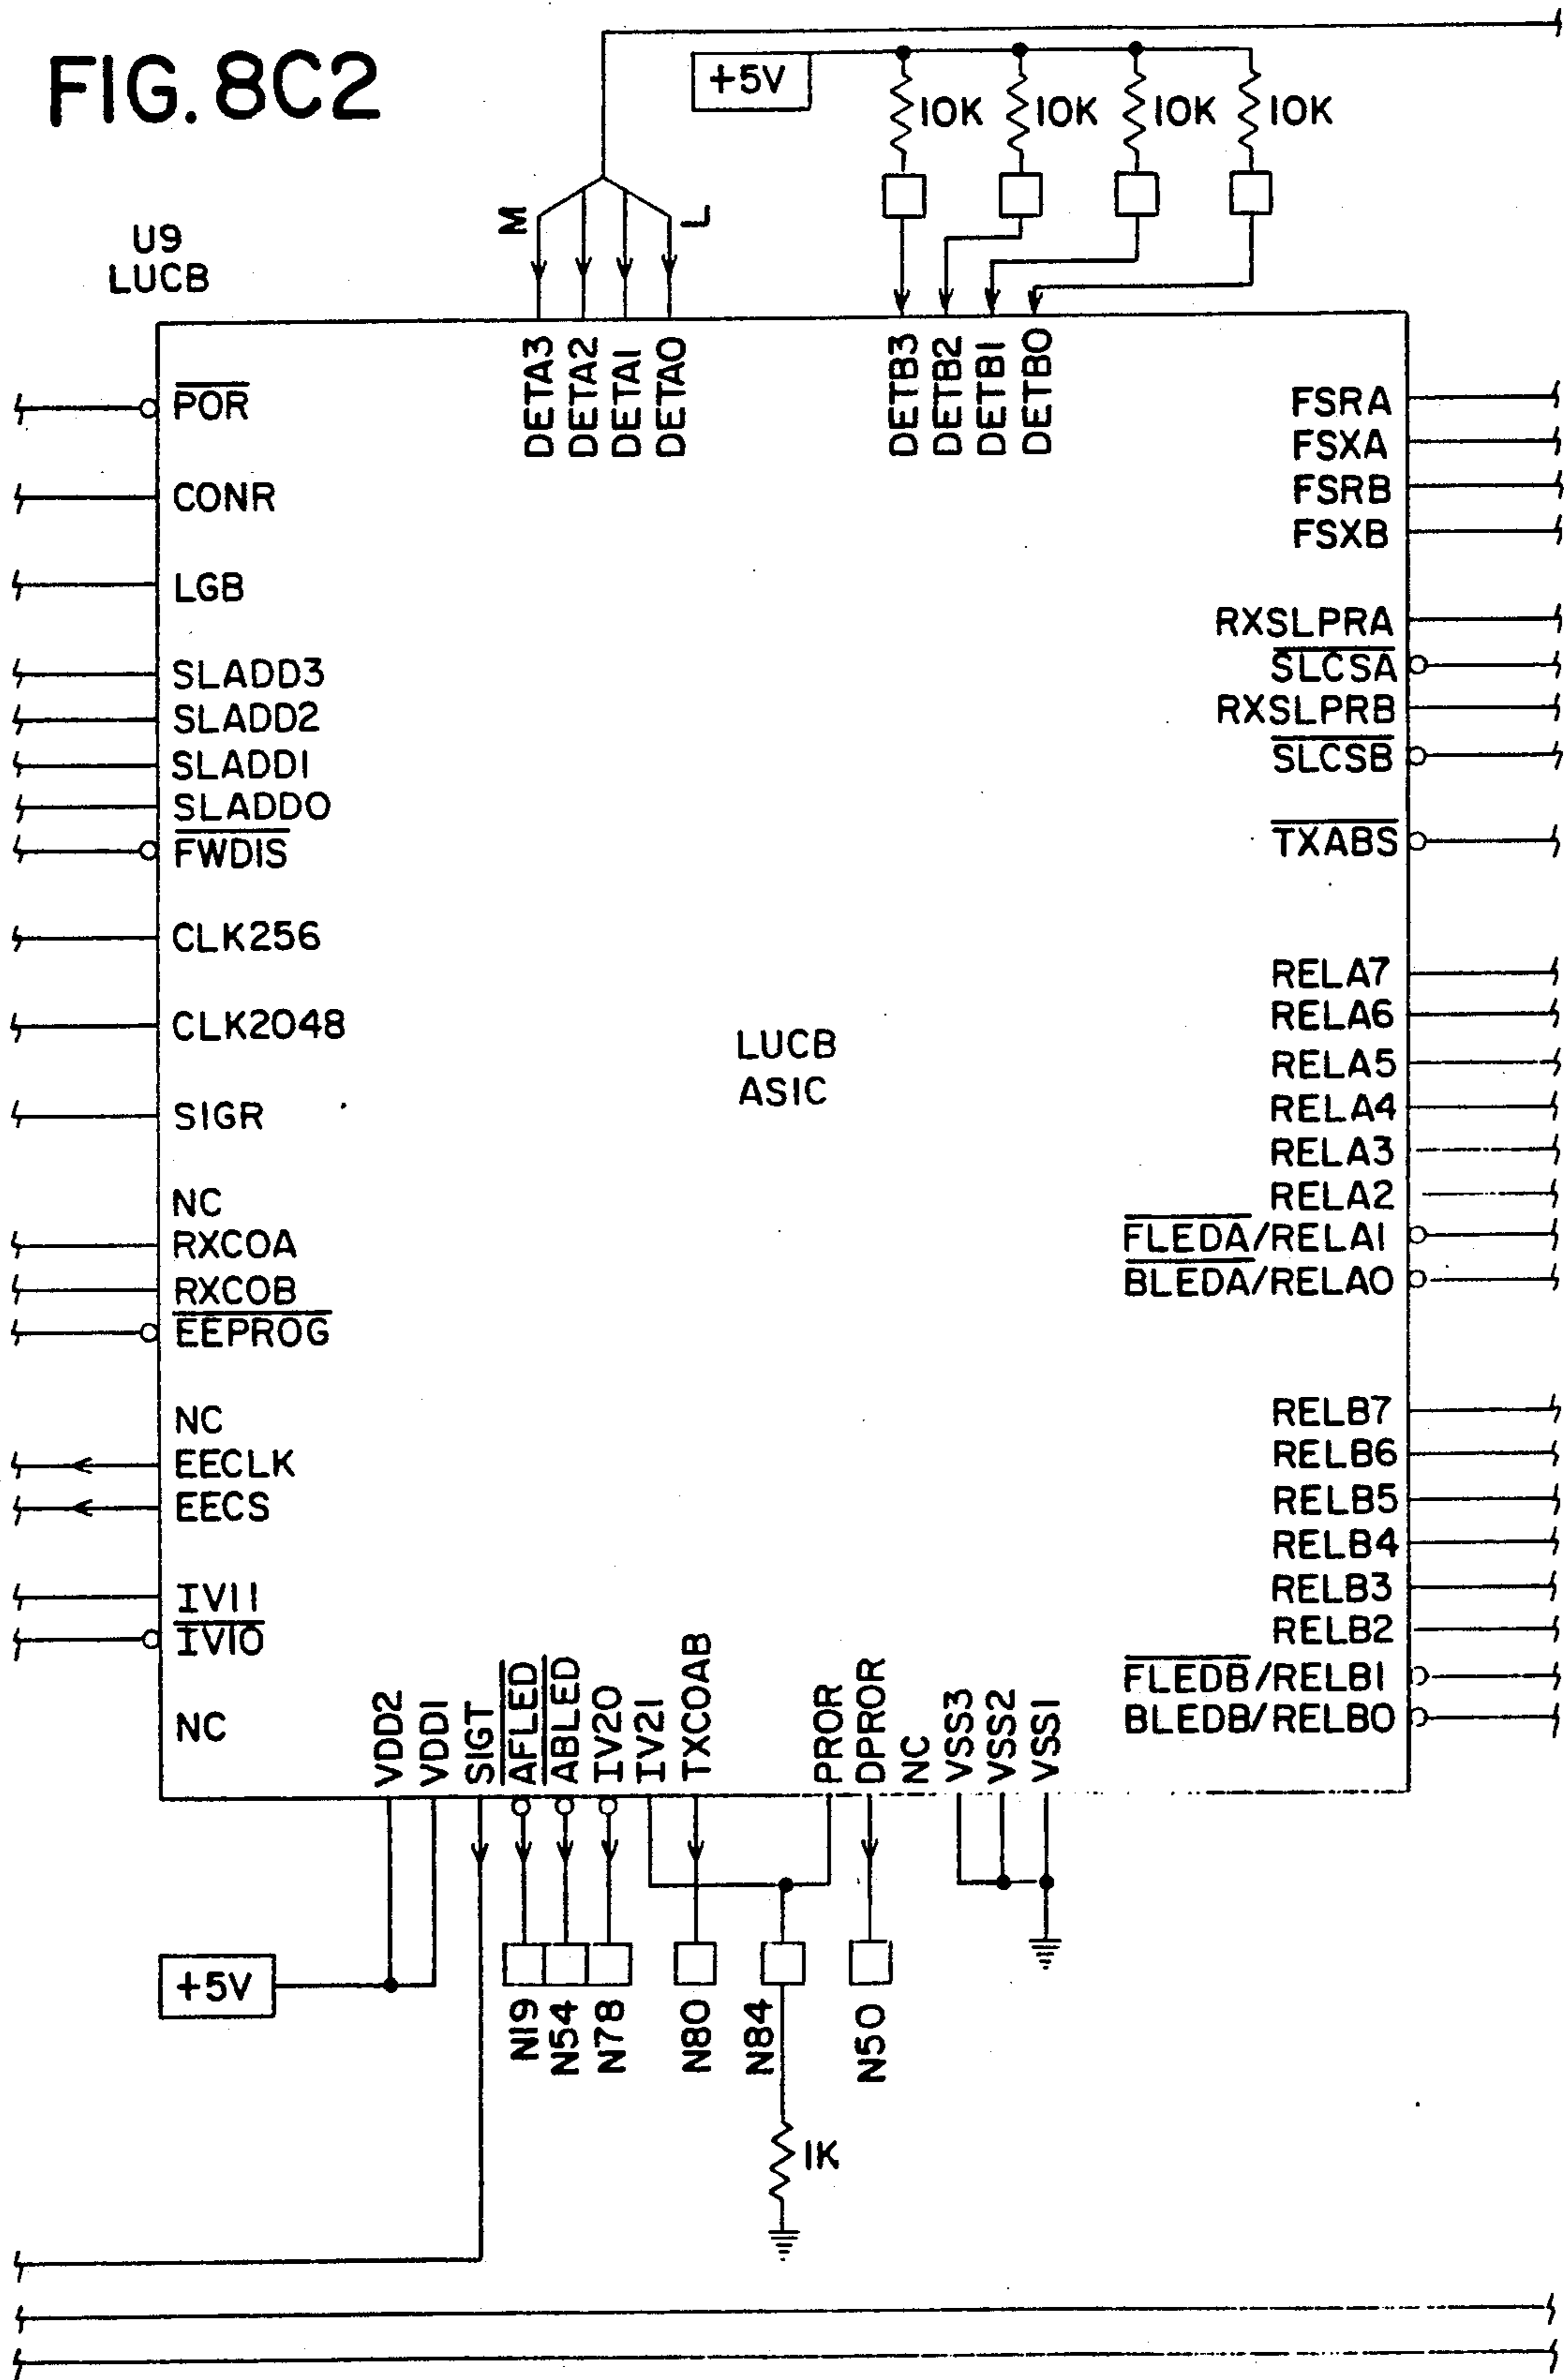 FIG. 8C2
+5V
10K 10K 10K 10K
M L
U9
LUCB
DETA3
DETA2
DETA1
DETA0
DETB3
DETB2
DETB1
DETB0
POR
CONR
LGB
SLADD3
SLADD2
SLADD1
SLADD0
FWDIS
CLK256
CLK2048
SIGR
NC
RXCOA
RXCOB
EEPROG
NC
EECLK
EECS
IV11
IV10
NC
LUCB
ASIC
FSRA
FSXA
FSRB
FSXB
RXSLPRA
SLCSA
RXSLPRB
SLCSB
TXABS
RELA7
RELA6
RELA5
RELA4
RELA3
RELA2
FLEDA/RELA1
BLEDA/RELA0
RELB7
RELB6
RELB5
RELB4
RELB3
RELB2
FLEDB/RELB1
BLEDB/RELB0
VDD2
VDD1
SIGT
AFLED
ABLED
IV20
IV21
TXCOAB
PROR
DPROR
NC
VSS3
VSS2
VSS1
+5V
N19
N54
N78
N80
N84
N50
1K